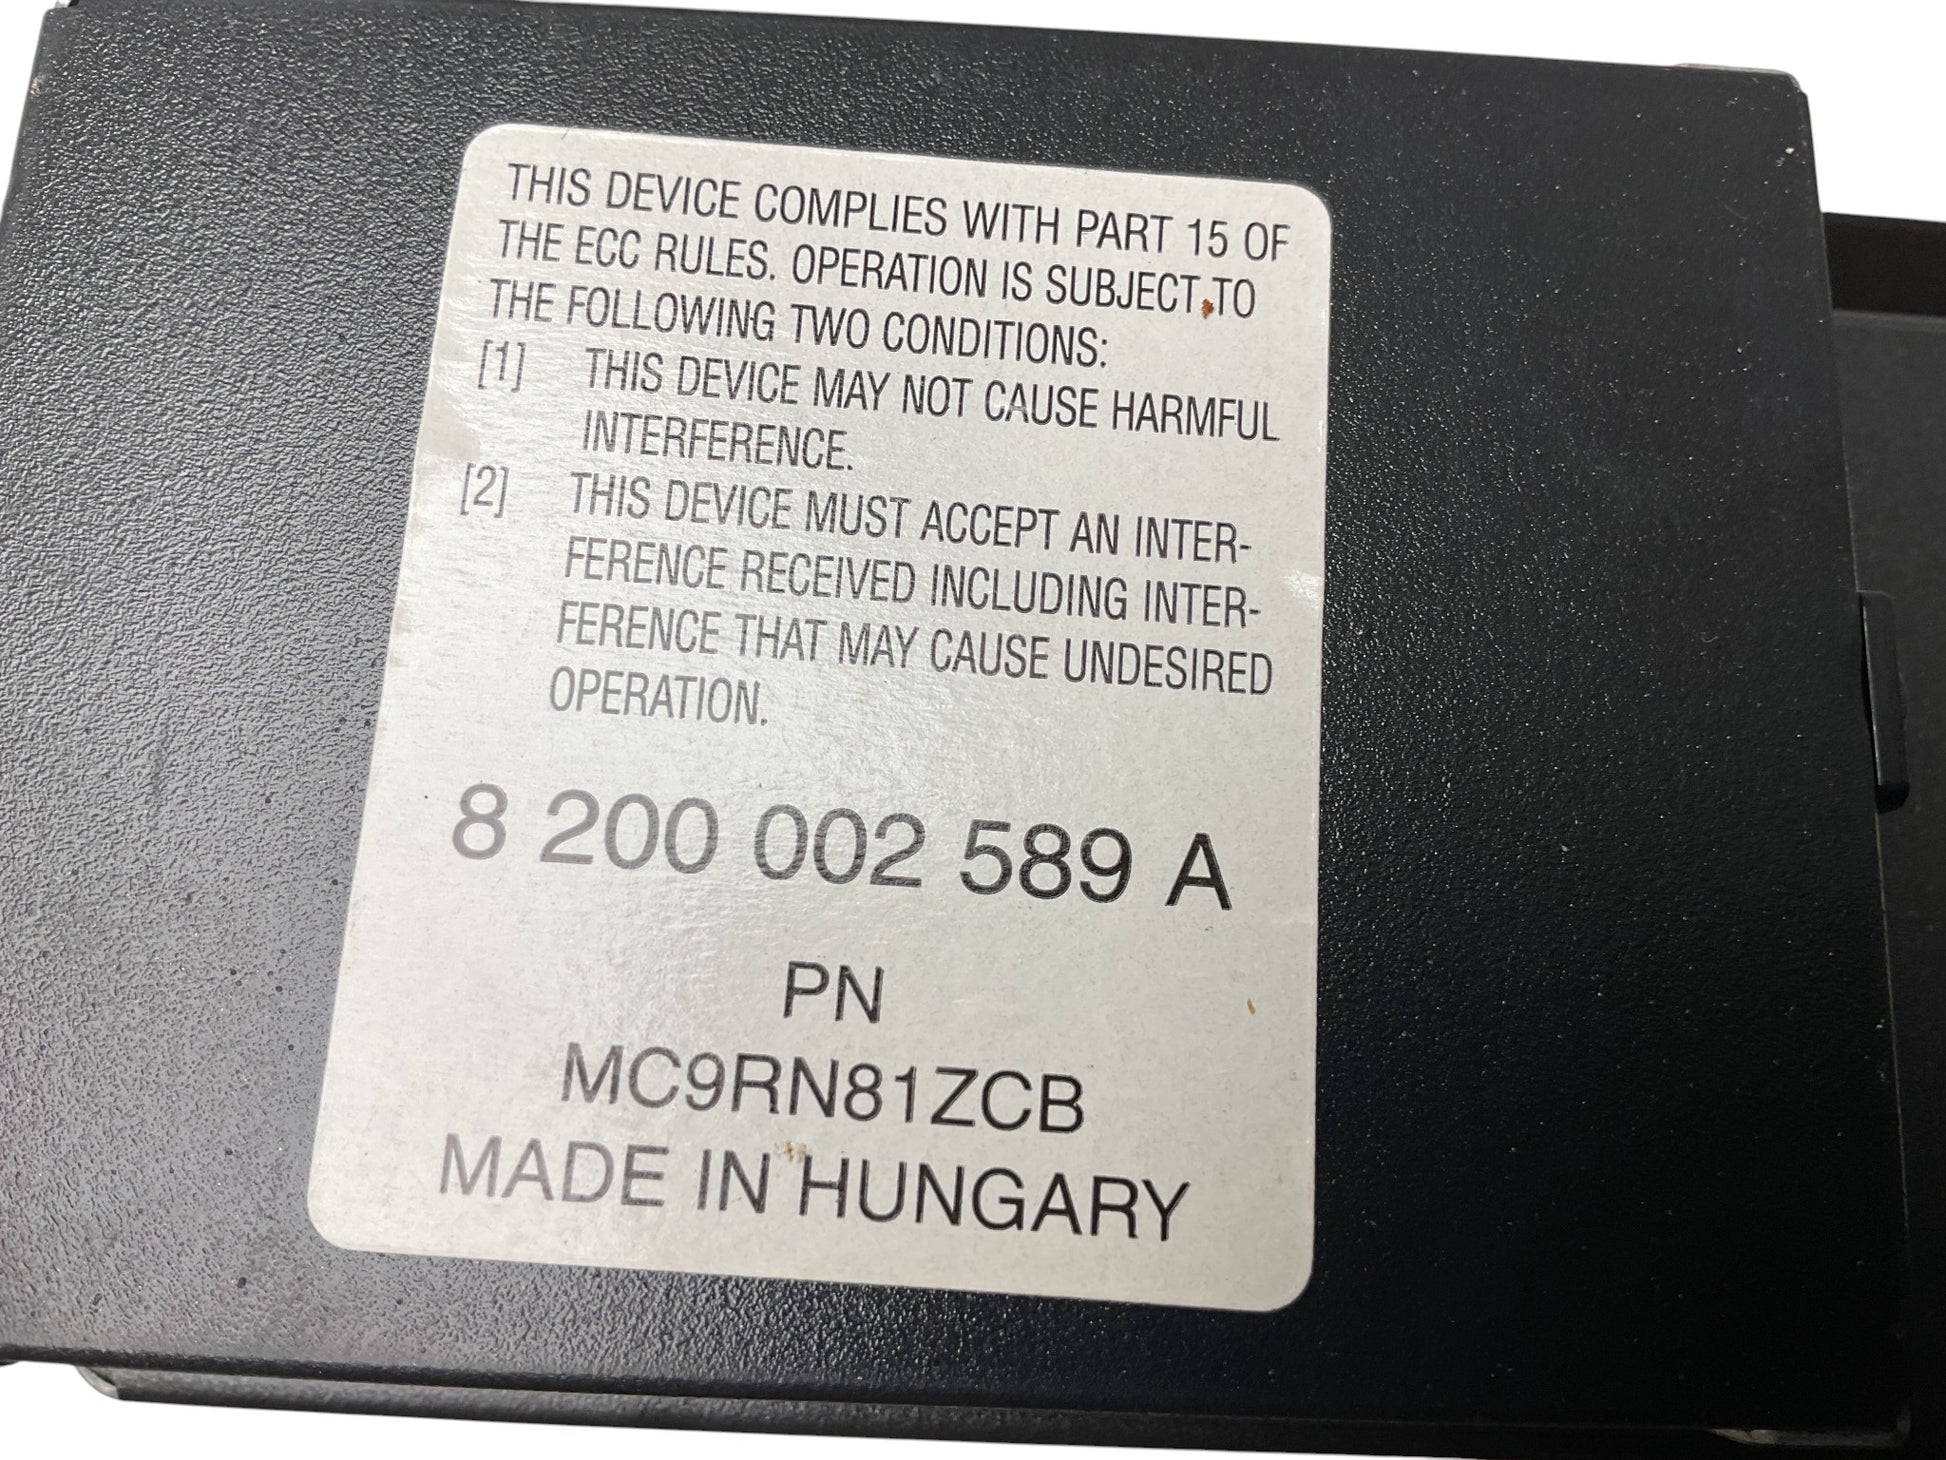 THIS DEVICE COMPLIES WITH PART 15 OF
THE ECC RULES. OPERATION IS SUBJECT TO
THE FOLLOWING TWO CONDITIONS:
[1] THIS DEVICE MAY NOT CAUSE HARMFUL
INTERFERENCE.
[2] THIS DEVICE MUST ACCEPT AN INTER-
FERENCE RECEIVED INCLUDING INTER-
FERENCE THAT MAY CAUSE UNDESIRED
OPERATION.
8 200 002 589 A
PN
MC9RN81ZCB
MADE IN HUNGARY